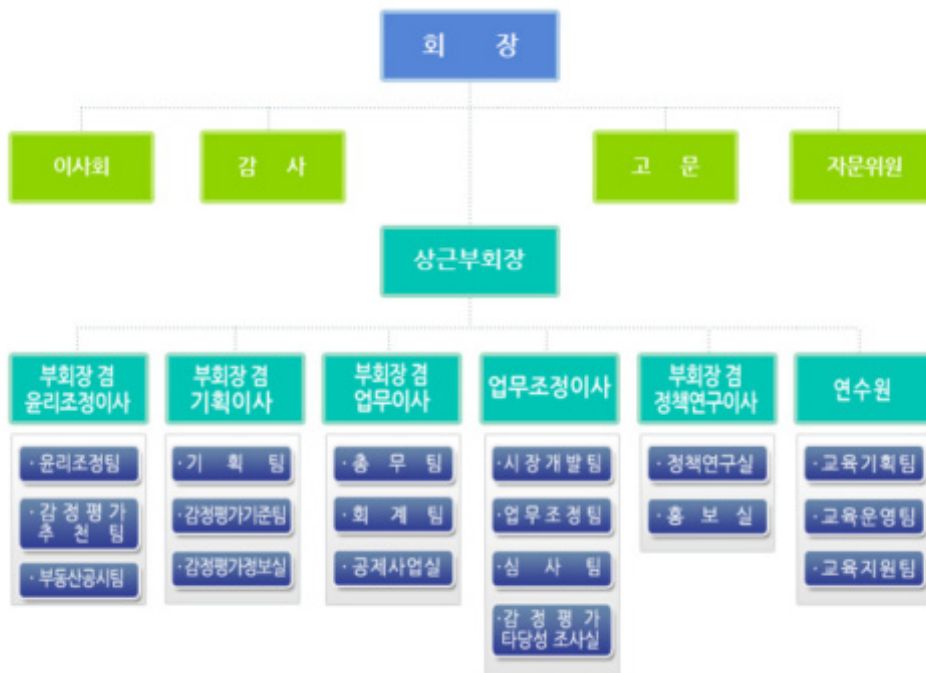 회 장
이사회
감 사
고 문
자문위원
상근부회장
부회장 겸
윤리조정이사
부회장 겸
기획이사
부회장 겸
업무이사
업무조정이사
부회장 겸
정책연구이사
연수원
· 윤리조정팀
· 감 정 평 가
추 천 팀
· 부동산공시팀
· 기 획 팀
· 감정평가기준팀
· 감정평가정보실
· 총 무 팀
· 회 계 팀
· 공제사업실
· 시장개발팀
· 업무조정팀
· 심 사 팀
· 감 정 평 가
타당성 조사실
· 정책연구실
· 홍 보 실
· 교육기획팀
· 교육운영팀
· 교육지원팀